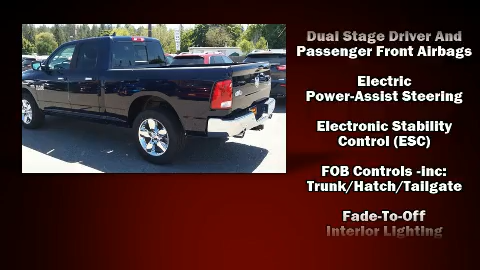 Dual Stage Driver And
Passenger Front Airbags
Electric
Power-Assist Steering
Electronic Stability
Control (ESC)
FOB Controls -inc:
Trunk/Hatch/Tailgate
Fade-To-Off
Interior Lighting